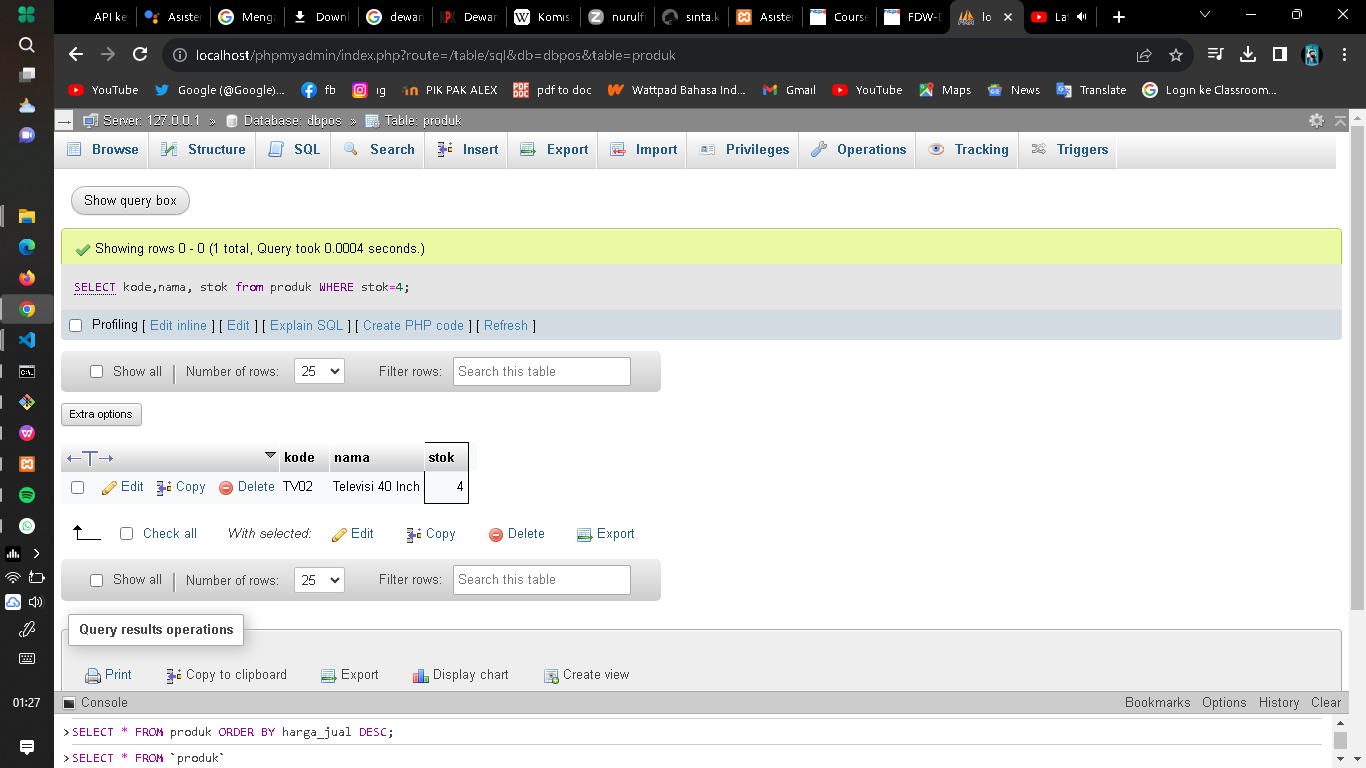 API ke Asister Menga Downl dewan Dewar Komis nurulf sinta.k Asister Course FDW-D lo Lat
localhost/phpmyadmin/index.php?route=/table/sql&db=dbpos&table=produk
YouTube Google (@Google)... fb ig PIK PAK ALEX pdf to doc Wattpad Bahasa Ind... Gmail YouTube Maps News Translate Login ke Classroom...
Server: 127.0.0.1 » Database: dbpos » Table: produk
Browse Structure SQL Search Insert Export Import Privileges Operations Tracking Triggers
Show query box
Showing rows 0 - 0 (1 total, Query took 0.0004 seconds.)
SELECT kode,nama, stok from produk WHERE stok=4;
Profiling [ Edit inline ] [ Edit ] [ Explain SQL ] [ Create PHP code ] [ Refresh ]
Show all Number of rows: 25 Filter rows: Search this table
Extra options
kode nama stok
Edit Copy Delete TV02 Televisi 40 Inch 4
Check all With selected: Edit Copy Delete Export
Show all Number of rows: 25 Filter rows: Search this table
Query results operations
Print Copy to clipboard Export Display chart Create view
Console Bookmarks Options History Clear
>SELECT * FROM produk ORDER BY harga_jual DESC;
>SELECT * FROM `produk`
01:27